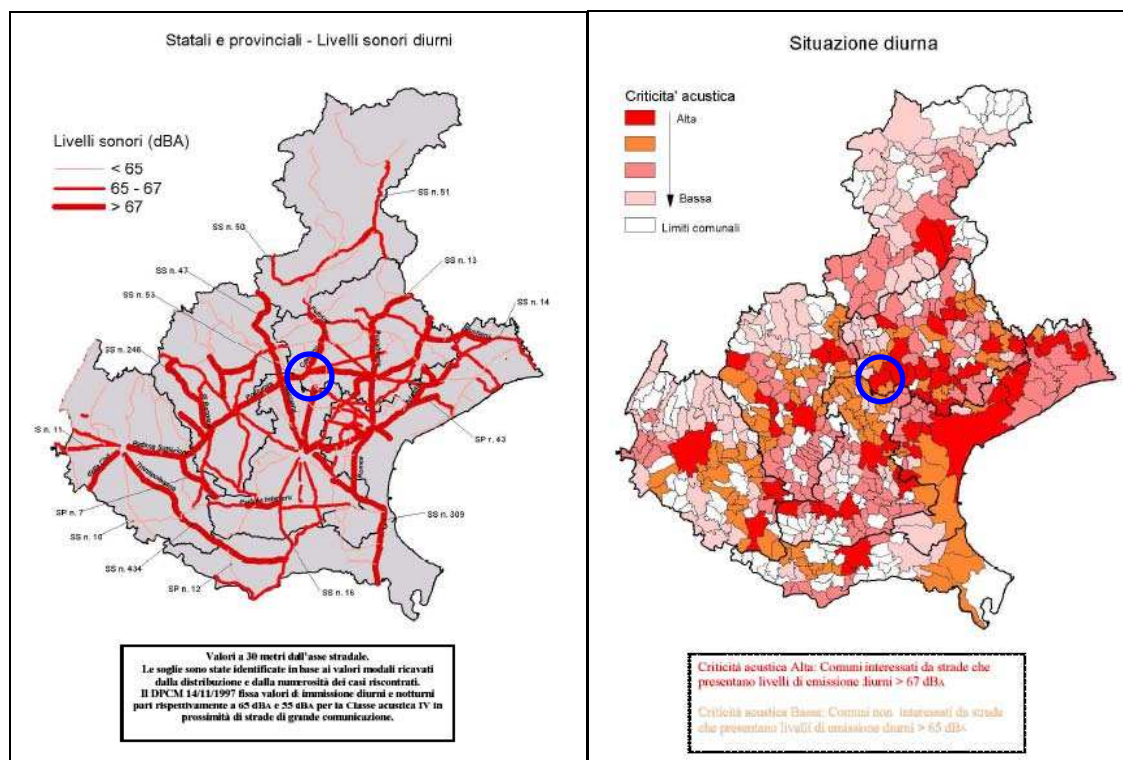 Statali e provinciali - Livelli sonori diurni
Livelli sonori (dBA)
< 65
65 - 67
> 67
SS n. 51
SS n. 50
SS n. 47
SS n. 13
SS n. 53
SS n. 14
SS n. 246
S n. 11
SP r. 43
SP n. 7
SS n. 309
SS n. 10
SS n. 434
SP n. 12
SS n. 16
Valori a 30 metri dall'asse stradale.
Le soglie sono state identificate in base ai valori modali ricavati
dalla distribuzione e dalla numerosità dei casi riscontrati.
Il DPCM 14/11/1997 fissa valori di immissione diurni e notturni
pari rispettivamente a 65 dBA e 55 dBA per la Classe acustica IV in
prossimità di strade di grande comunicazione.
Situazione diurna
Criticita' acustica
Alta
Bassa
Limiti comunali
Criticità acustica Alta: Comuni interessati da strade che
presentano livelli di emissione diurni > 67 dBA
Criticità acustica Bassa: Comuni non interessati da strade
che presentano livelli di emissione diurni > 65 dBA